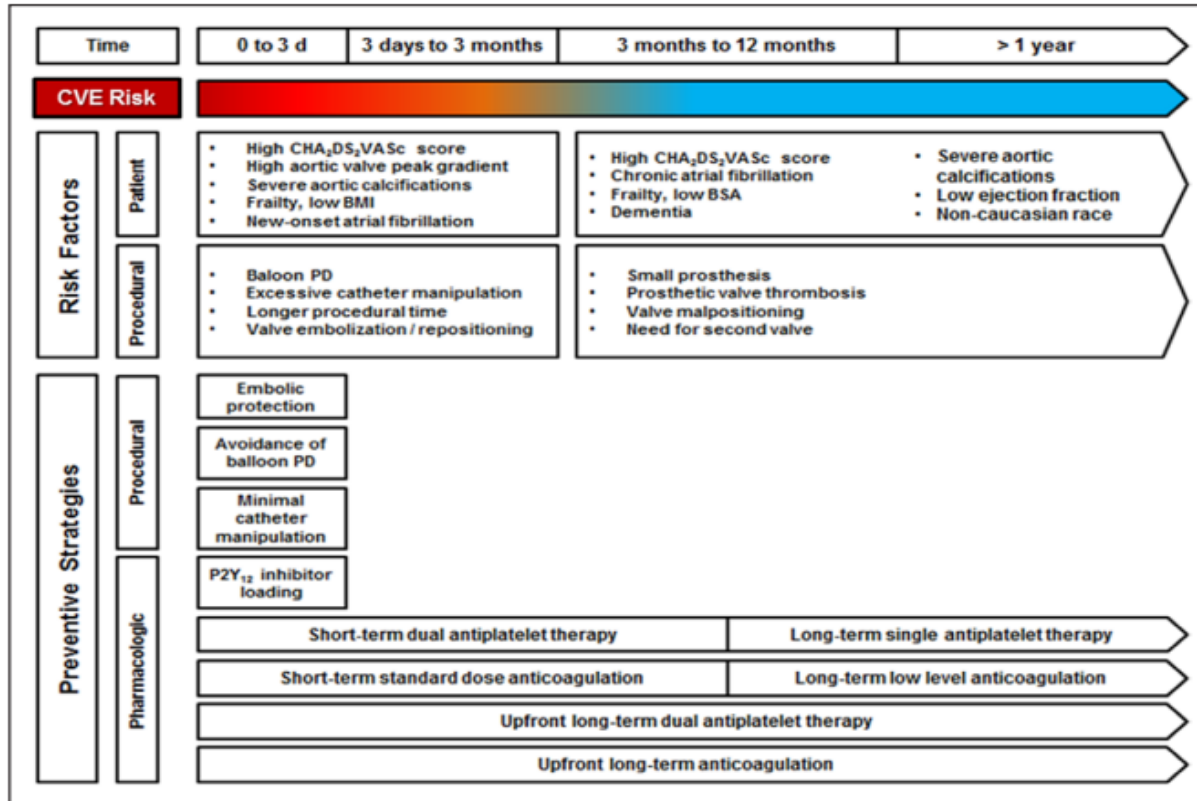 Time
0 to 3 d
3 days to 3 months
3 months to 12 months
> 1 year
CVE Risk
Risk Factors
Patient
• High CHA₂DS₂VASc score
• High aortic valve peak gradient
• Severe aortic calcifications
• Frailty, low BMI
• New-onset atrial fibrillation
• High CHA₂DS₂VASc score
• Chronic atrial fibrillation
• Frailty, low BSA
• Dementia
• Severe aortic
calcifications
• Low ejection fraction
• Non-caucasian race
Procedural
• Baloon PD
• Excessive catheter manipulation
• Longer procedural time
• Valve embolization / repositioning
• Small prosthesis
• Prosthetic valve thrombosis
• Valve malpositioning
• Need for second valve
Preventive Strategies
Procedural
Embolic
protection
Avoidance of
balloon PD
Minimal
catheter
manipulation
Pharmacologic
P2Y₁₂ inhibitor
loading
Short-term dual antiplatelet therapy
Long-term single antiplatelet therapy
Short-term standard dose anticoagulation
Long-term low level anticoagulation
Upfront long-term dual antiplatelet therapy
Upfront long-term anticoagulation